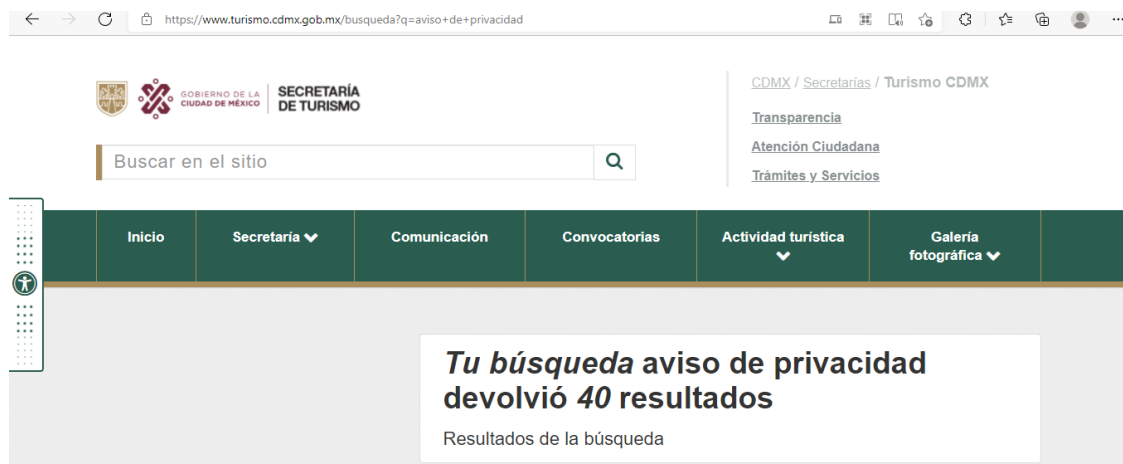 https://www.turismo.cdmx.gob.mx/busqueda?q=aviso+de+privacidad
GOBIERNO DE LA
CIUDAD DE MÉXICO
SECRETARÍA
DE TURISMO
CDMX / Secretarías / Turismo CDMX
Transparencia
Atención Ciudadana
Trámites y Servicios
Buscar en el sitio
Inicio
Secretaría
Comunicación
Convocatorias
Actividad turística
Galería
fotográfica
Tu búsqueda aviso de privacidad
devolvió 40 resultados
Resultados de la búsqueda